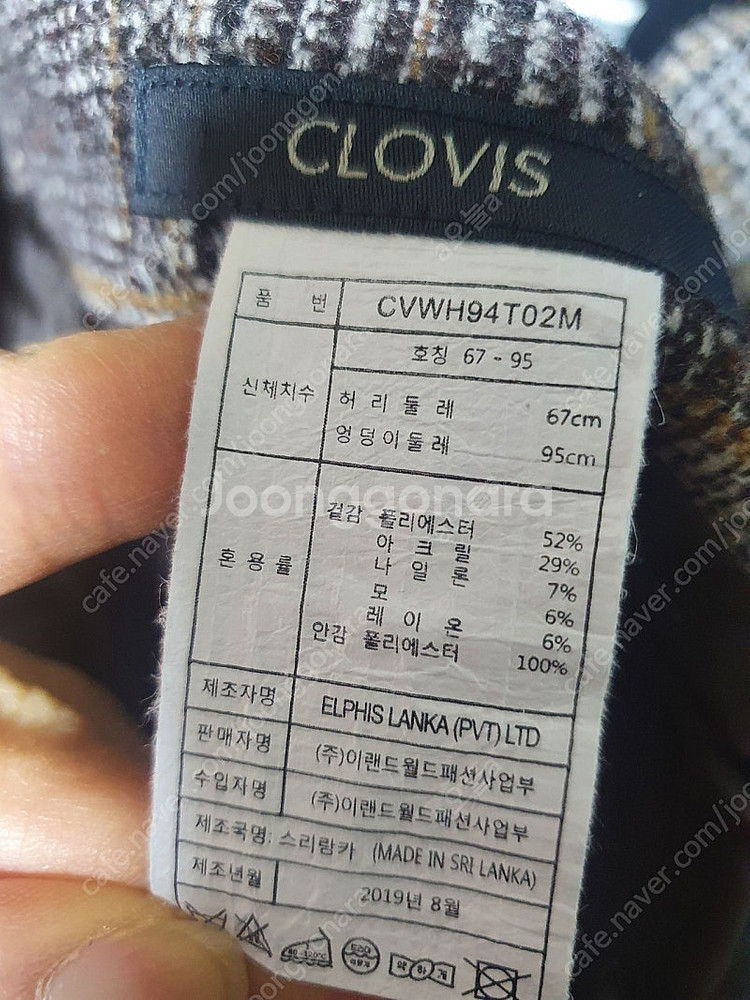 CLOVIS
품 번 CVWH94T02M
호칭 67 - 95
신체치수 허 리 둘 레 67cm
엉덩이둘레 95cm
Joonggonara
혼 용 률 겉감 폴리에스터 52%
아 크 릴 29%
나 일 론 7%
모 6%
레 이 온 6%
안감 폴리에스터 100%
제조자명 ELPHIS LANKA (PVT) LTD
판매자명 (주)이랜드월드패션사업부
수입자명 (주)이랜드월드패션사업부
제조국명: 스리랑카 (MADE IN SRI LANKA)
제조년월 2019년 8월
80~120℃
약 하 게
cafe.naver.com/joonggonara